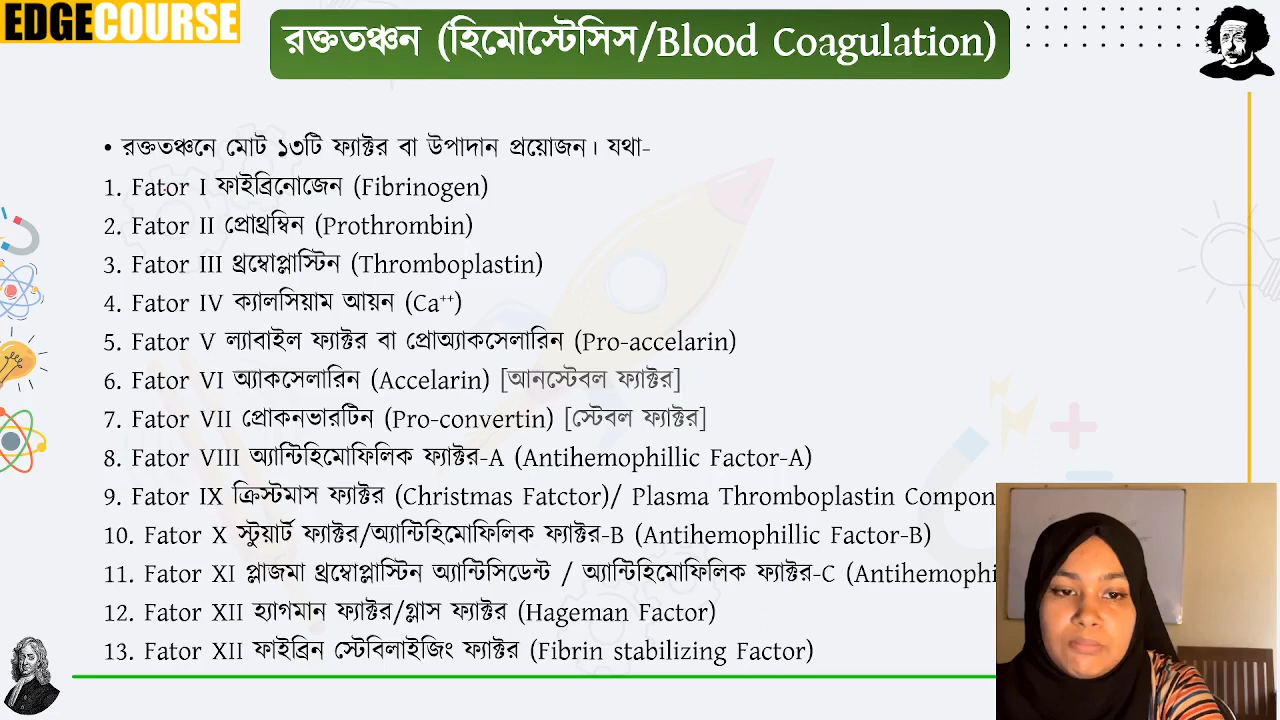 EDGECOURSE
রক্ততঞ্চন (হিমোস্টেসিস/Blood Coagulation)
• রক্ততঞ্চনে মোট ১৩টি ফ্যাক্টর বা উপাদান প্রয়োজন। যথা-
1. Fator I ফাইব্রিনোজেন (Fibrinogen)
2. Fator II প্রোথ্রম্বিন (Prothrombin)
3. Fator III থ্রম্বোপ্লাস্টিন (Thromboplastin)
4. Fator IV ক্যালসিয়াম আয়ন (Ca⁺⁺)
5. Fator V ল্যাবাইল ফ্যাক্টর বা প্রোঅ্যাকসেলারিন (Pro-accelarin)
6. Fator VI অ্যাকসেলারিন (Accelarin) [আনস্টেবল ফ্যাক্টর]
7. Fator VII প্রোকনভারটিন (Pro-convertin) [স্টেবল ফ্যাক্টর]
8. Fator VIII অ্যান্টিহিমোফিলিক ফ্যাক্টর-A (Antihemophillic Factor-A)
9. Fator IX ক্রিস্টমাস ফ্যাক্টর (Christmas Fatctor)/ Plasma Thromboplastin Compon
10. Fator X স্টুয়ার্ট ফ্যাক্টর/অ্যান্টিহিমোফিলিক ফ্যাক্টর-B (Antihemophillic Factor-B)
11. Fator XI প্লাজমা থ্রম্বোপ্লাস্টিন অ্যান্টিসিডেন্ট / অ্যান্টিহিমোফিলিক ফ্যাক্টর-C (Antihemophi
12. Fator XII হ্যাগমান ফ্যাক্টর/গ্লাস ফ্যাক্টর (Hageman Factor)
13. Fator XII ফাইব্রিন স্টেবিলাইজিং ফ্যাক্টর (Fibrin stabilizing Factor)